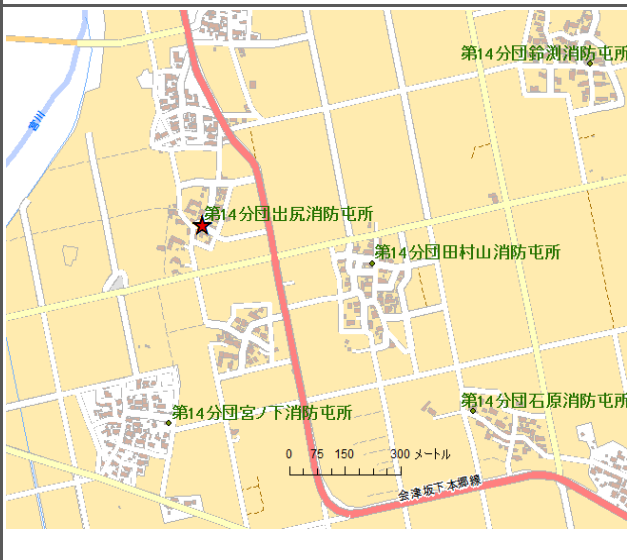 第14分団鈴渕消防屯所
宮川
第14分団出尻消防屯所
第14分団田村山消防屯所
第14分団石原消防屯所
第14分団宮ノ下消防屯所
0 75 150 300 メートル
会津坂下本郷線